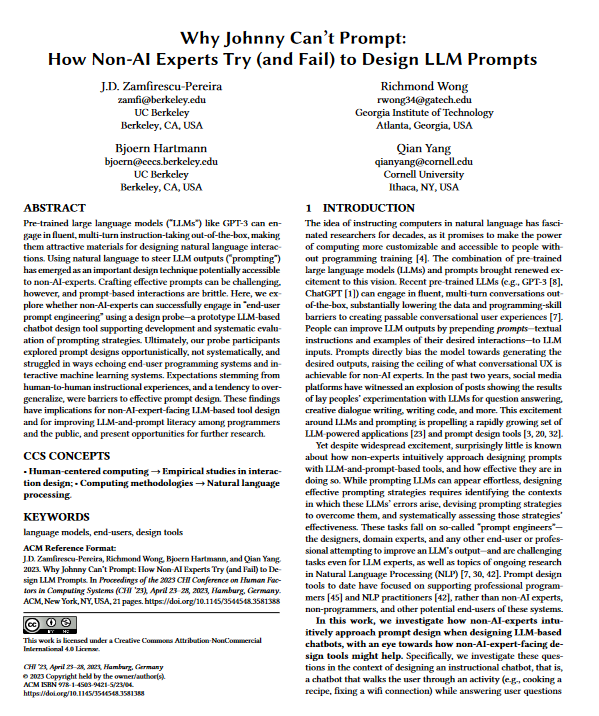 Why Johnny Can't Prompt:
How Non-AI Experts Try (and Fail) to Design LLM Prompts
J.D. Zamfirescu-Pereira
zamfi@berkeley.edu
UC Berkeley
Berkeley, CA, USA
Richmond Wong
rwong34@gatech.edu
Georgia Institute of Technology
Atlanta, Georgia, USA
Bjoern Hartmann
bjoern@eecs.berkeley.edu
UC Berkeley
Berkeley, CA, USA
Qian Yang
qianyang@cornell.edu
Cornell University
Ithaca, NY, USA
ABSTRACT
Pre-trained large language models ("LLMs") like GPT-3 can en-
gage in fluent, multi-turn instruction-taking out-of-the-box, making
them attractive materials for designing natural language interac-
tions. Using natural language to steer LLM outputs ("prompting")
has emerged as an important design technique potentially accessible
to non-AI-experts. Crafting effective prompts can be challenging,
however, and prompt-based interactions are brittle. Here, we ex-
plore whether non-AI-experts can successfully engage in "end-user
prompt engineering" using a design probe—a prototype LLM-based
chatbot design tool supporting development and systematic evalu-
ation of prompting strategies. Ultimately, our probe participants
explored prompt designs opportunistically, not systematically, and
struggled in ways echoing end-user programming systems and in-
teractive machine learning systems. Expectations stemming from
human-to-human instructional experiences, and a tendency to over-
generalize, were barriers to effective prompt design. These findings
have implications for non-AI-expert-facing LLM-based tool design
and for improving LLM-and-prompt literacy among programmers
and the public, and present opportunities for further research.
CCS CONCEPTS
• Human-centered computing → Empirical studies in interac-
tion design; • Computing methodologies → Natural language
processing.
KEYWORDS
language models, end-users, design tools
ACM Reference Format:
J.D. Zamfirescu-Pereira, Richmond Wong, Bjoern Hartmann, and Qian Yang.
2023. Why Johnny Can't Prompt: How Non-AI Experts Try (and Fail) to De-
sign LLM Prompts. In Proceedings of the 2023 CHI Conference on Human Fac-
tors in Computing Systems (CHI '23), April 23–28, 2023, Hamburg, Germany.
ACM, New York, NY, USA, 21 pages. https://doi.org/10.1145/3544548.3581388
cc BY NC
This work is licensed under a Creative Commons Attribution-NonCommercial
International 4.0 License.
CHI '23, April 23–28, 2023, Hamburg, Germany
© 2023 Copyright held by the owner/author(s).
ACM ISBN 978-1-4503-9421-5/23/04.
https://doi.org/10.1145/3544548.3581388
1 INTRODUCTION
The idea of instructing computers in natural language has fasci-
nated researchers for decades, as it promises to make the power
of computing more customizable and accessible to people with-
out programming training [4]. The combination of pre-trained
large language models (LLMs) and prompts brought renewed ex-
citement to this vision. Recent pre-trained LLMs (e.g., GPT-3 [8],
ChatGPT [1]) can engage in fluent, multi-turn conversations out-
of-the-box, substantially lowering the data and programming-skill
barriers to creating passable conversational user experiences [7].
People can improve LLM outputs by prepending prompts—textual
instructions and examples of their desired interactions—to LLM
inputs. Prompts directly bias the model towards generating the
desired outputs, raising the ceiling of what conversational UX is
achievable for non-AI experts. In the past two years, social media
platforms have witnessed an explosion of posts showing the results
of lay peoples' experimentation with LLMs for question answering,
creative dialogue writing, writing code, and more. This excitement
around LLMs and prompting is propelling a rapidly growing set of
LLM-powered applications [23] and prompt design tools [3, 20, 32].
Yet despite widespread excitement, surprisingly little is known
about how non-experts intuitively approach designing prompts
with LLM-and-prompt-based tools, and how effective they are in
doing so. While prompting LLMs can appear effortless, designing
effective prompting strategies requires identifying the contexts
in which these LLMs' errors arise, devising prompting strategies
to overcome them, and systematically assessing those strategies'
effectiveness. These tasks fall on so-called "prompt engineers"—
the designers, domain experts, and any other end-user or profes-
sional attempting to improve an LLM's output—and are challenging
tasks even for LLM experts, as well as topics of ongoing research
in Natural Language Processing (NLP) [7, 30, 42]. Prompt design
tools to date have focused on supporting professional program-
mers [45] and NLP practitioners [42], rather than non-AI experts,
non-programmers, and other potential end-users of these systems.
In this work, we investigate how non-AI-experts intu-
itively approach prompt design when designing LLM-based
chatbots, with an eye towards how non-AI-expert-facing de-
sign tools might help. Specifically, we investigate these ques-
tions in the context of designing an instructional chatbot, that is,
a chatbot that walks the user through an activity (e.g., cooking a
recipe, fixing a wifi connection) while answering user questions